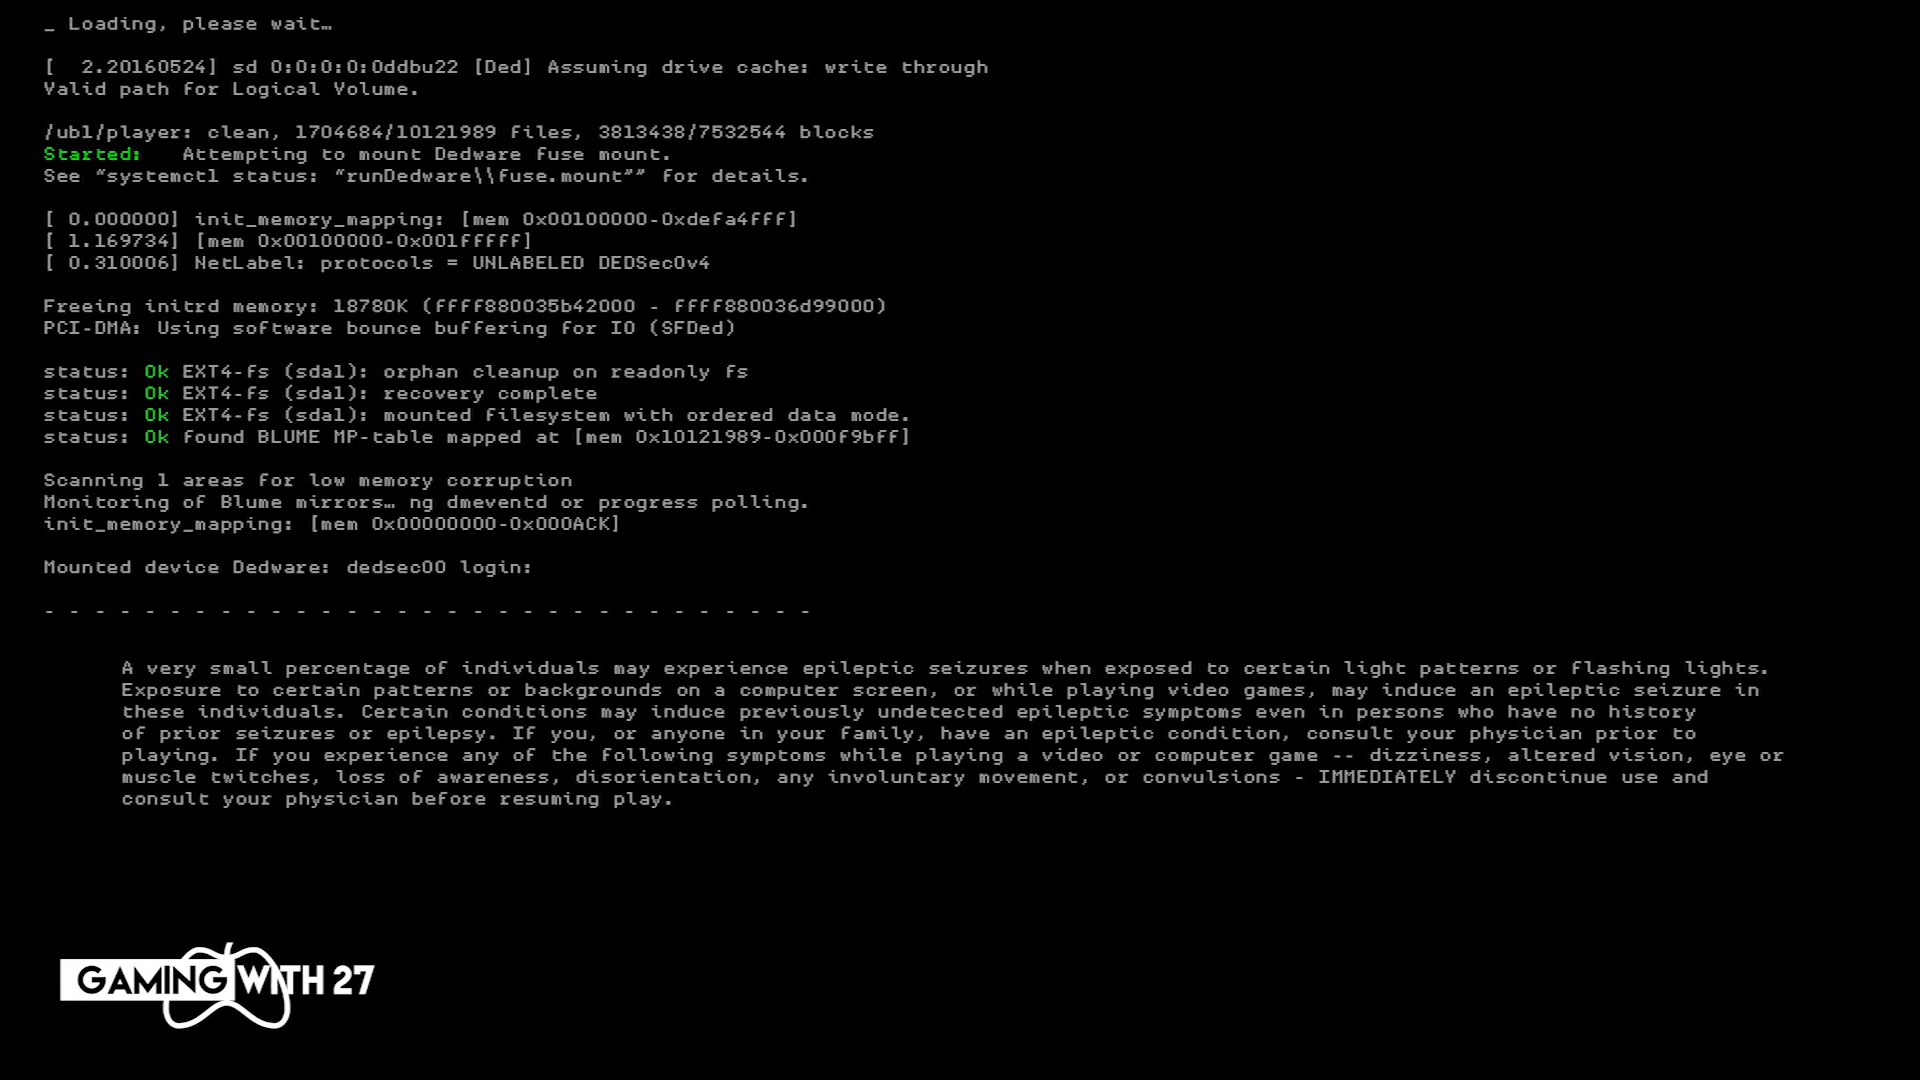 _ Loading, please wait…
[  2.20160524] sd 0:0:0:0:0ddbu22 [Ded] Assuming drive cache: write through
Valid path for Logical Volume.
/ubl/player: clean, 1704684/10121989 files, 3813438/7532544 blocks
Started:   Attempting to mount Dedware fuse mount.
See “systemctl status: “runDedware\\fuse.mount”” for details.
[ 0.000000] init_memory_mapping: [mem 0x00100000-0xdefa4fff]
[ 1.169734] [mem 0x00100000-0x001fffff]
[ 0.310006] NetLabel: protocols = UNLABELED DEDSec0v4
Freeing initrd memory: 18780K (ffff880035b42000 - ffff880036d99000)
PCI-DMA: Using software bounce buffering for IO (SFDed)
status: Ok EXT4-fs (sda1): orphan cleanup on readonly fs
status: Ok EXT4-fs (sda1): recovery complete
status: Ok EXT4-fs (sda1): mounted filesystem with ordered data mode.
status: Ok found BLUME MP-table mapped at [mem 0x10121989-0x000f9bff]
Scanning 1 areas for low memory corruption
Monitoring of Blume mirrors… ng dmeventd or progress polling.
init_memory_mapping: [mem 0x00000000-0x000ACK]
Mounted device Dedware: dedsec00 login:
- - - - - - - - - - - - - - - - - - - - - - - - - - - - - - -
A very small percentage of individuals may experience epileptic seizures when exposed to certain light patterns or flashing lights.
Exposure to certain patterns or backgrounds on a computer screen, or while playing video games, may induce an epileptic seizure in
these individuals. Certain conditions may induce previously undetected epileptic symptoms even in persons who have no history
of prior seizures or epilepsy. If you, or anyone in your family, have an epileptic condition, consult your physician prior to
playing. If you experience any of the following symptoms while playing a video or computer game -- dizziness, altered vision, eye or
muscle twitches, loss of awareness, disorientation, any involuntary movement, or convulsions - IMMEDIATELY discontinue use and
consult your physician before resuming play.
GAMING WITH 27